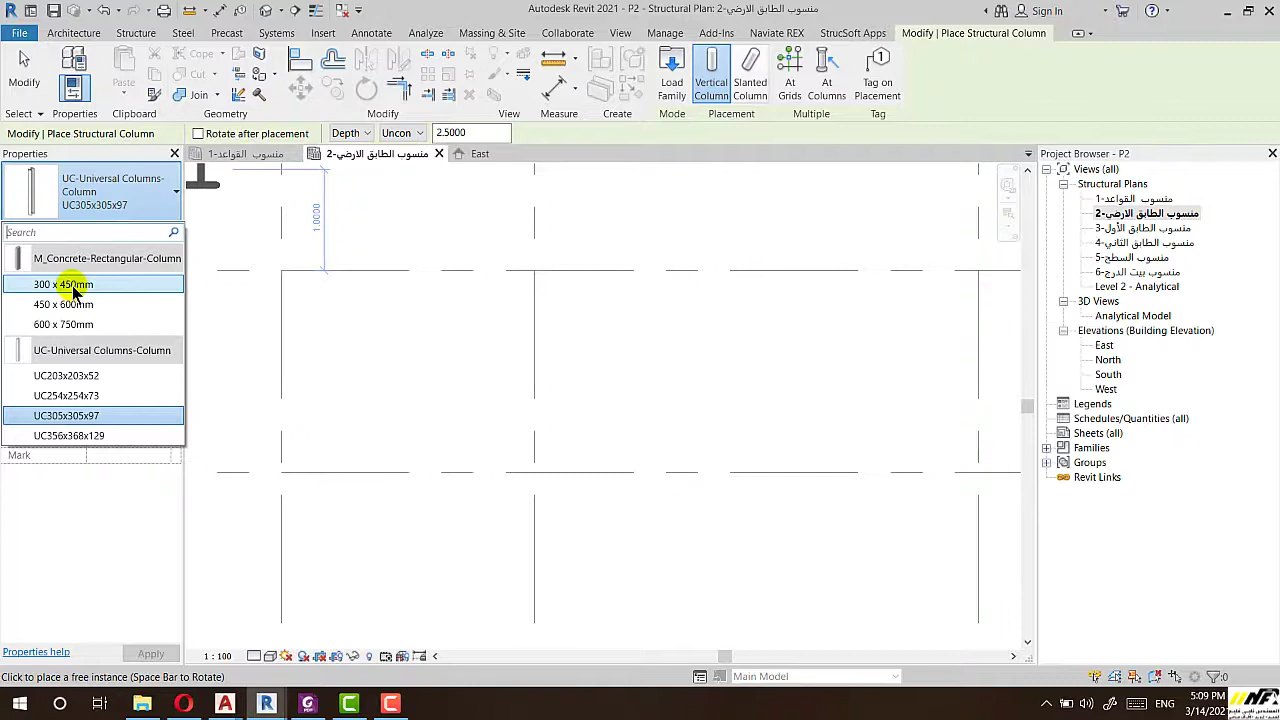 Autodesk Revit 2021 - P2 - Structural Plan: منسوب الطابق الارضي-2
Sign In
File Architecture Structure Steel Precast Systems Insert Annotate Analyze Massing & Site Collaborate View Manage Add-Ins Naviate REX StrucSoft Apps Modify | Place Structural Column
Modify Paste Cope Cut Join Load Family Vertical Column Slanted Column At Grids At Columns Tag on Placement
Select Properties Clipboard Geometry Modify View Measure Create Mode Placement Multiple Tag
Modify | Place Structural Column Rotate after placement Depth Uncon 2.5000
Properties
منسوب القواعد-1
منسوب الطابق الارضي-2
East
Project Browser - P2
UC-Universal Columns-
Column
UC305x305x97
Search
M_Concrete-Rectangular-Column
300 x 450mm
450 x 600mm
600 x 750mm
UC-Universal Columns-Column
UC203x203x52
UC254x254x73
UC305x305x97
UC356x368x129
Mark
1.0000
Views (all)
Structural Plans
منسوب القواعد-1
منسوب الطابق الارضي-2
منسوب الطابق الأول-3
منسوب الطابق الثاني-4
منسوب السطح-5
منسوب بيت الدرج-6
Level 2 - Analytical
3D Views
Analytical Model
Elevations (Building Elevation)
East
North
South
West
Legends
Schedules/Quantities (all)
Sheets (all)
Families
Groups
Revit Links
Properties help Apply
1 : 100
Click to place a free instance (Space Bar to Rotate)
Main Model
:0
ENG
5:09 PM